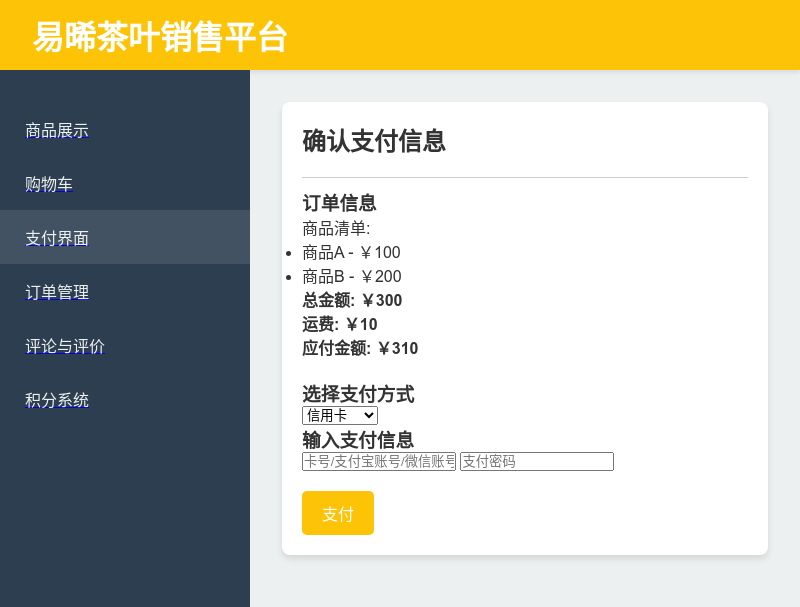 易晞茶叶销售平台
商品展示
购物车
支付界面
订单管理
评论与评价
积分系统
确认支付信息
订单信息
商品清单:
商品A - ￥100
商品B - ￥200
总金额: ￥300
运费: ￥10
应付金额: ￥310
选择支付方式
信用卡
输入支付信息
卡号/支付宝账号/微信账号 支付密码
支付